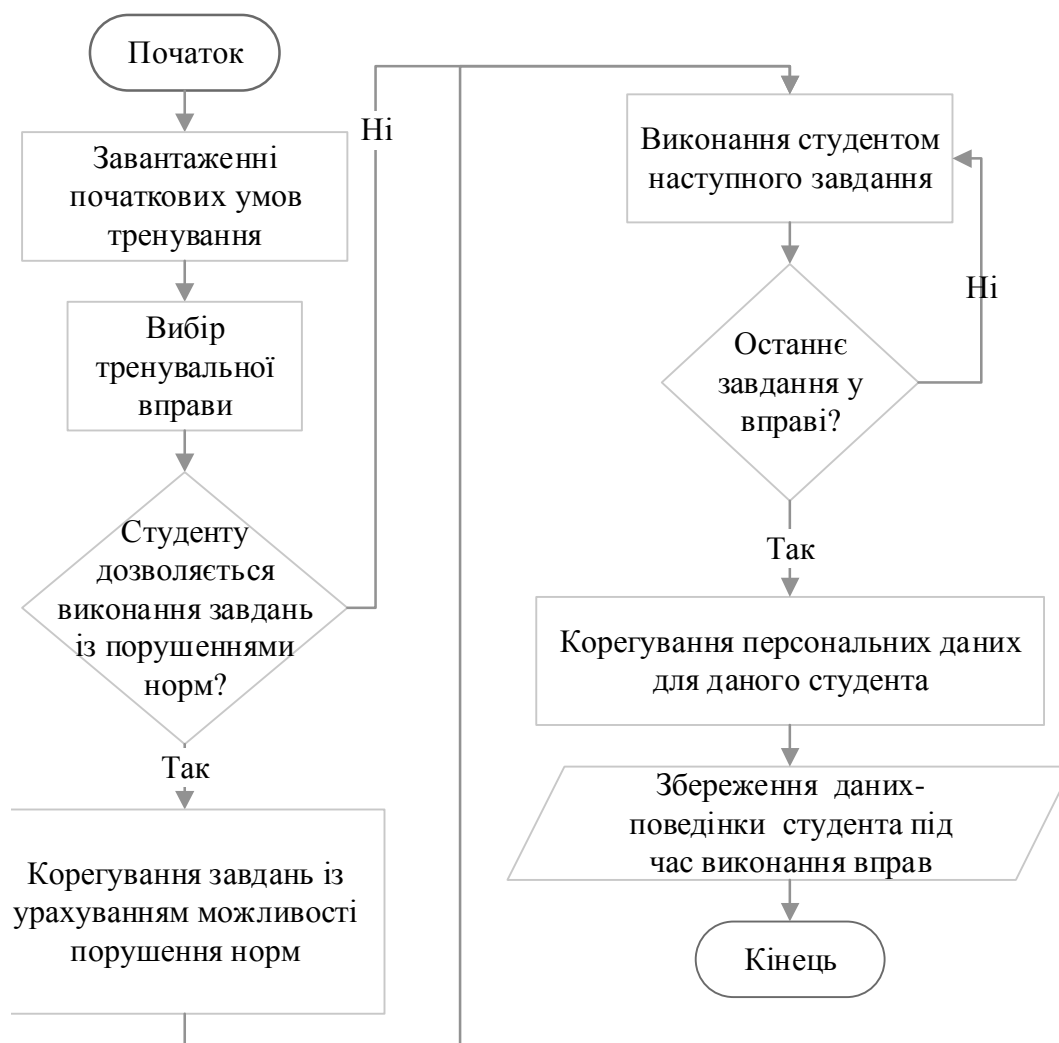 Початок
Завантаженні
початкових умов
тренування
Вибір
тренувальної
вправи
Студенту
дозволяється
виконання завдань
із порушеннями
норм?
Ні
Так
Корегування завдань із
урахуванням можливості
порушення норм
Виконання студентом
наступного завдання
Останнє
завдання у
вправі?
Ні
Так
Корегування персональних даних
для даного студента
Збереження даних-
поведінки студента під
час виконання вправ
Кінець